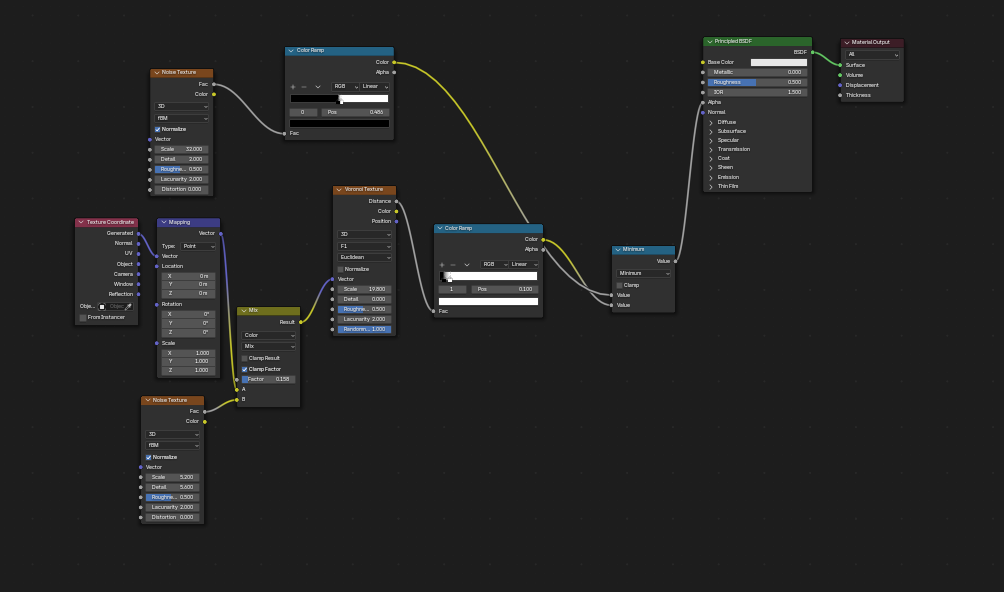 Noise Texture
Fac
Color
3D
fBM
Normalize
Vector
Scale 32.000
Detail 2.000
Roughne... 0.500
Lacunarity 2.000
Distortion 0.000
Color Ramp
Color
Alpha
RGB
Linear
0
Pos 0.486
Fac
Texture Coordinate
Generated
Normal
UV
Object
Camera
Window
Reflection
Obje...
From Instancer
Mapping
Vector
Type: Point
Vector
Location
X 0 m
Y 0 m
Z 0 m
Rotation
X 0°
Y 0°
Z 0°
Scale
X 1.000
Y 1.000
Z 1.000
Noise Texture
Fac
Color
3D
fBM
Normalize
Vector
Scale 5.200
Detail 5.600
Roughne... 0.500
Lacunarity 2.000
Distortion 0.000
Mix
Result
Color
Mix
Clamp Result
Clamp Factor
Factor 0.158
A
B
Voronoi Texture
Distance
Color
Position
3D
F1
Euclidean
Normalize
Vector
Scale 19.800
Detail 0.000
Roughne... 0.500
Lacunarity 2.000
Randomn... 1.000
Color Ramp
Color
Alpha
RGB
Linear
1
Pos 0.100
Fac
Minimum
Value
Minimum
Clamp
Value
Value
Principled BSDF
BSDF
Base Color
Metallic 0.000
Roughness 0.500
IOR 1.500
Alpha
Normal
Diffuse
Subsurface
Specular
Transmission
Coat
Sheen
Emission
Thin Film
Material Output
All
Surface
Volume
Displacement
Thickness